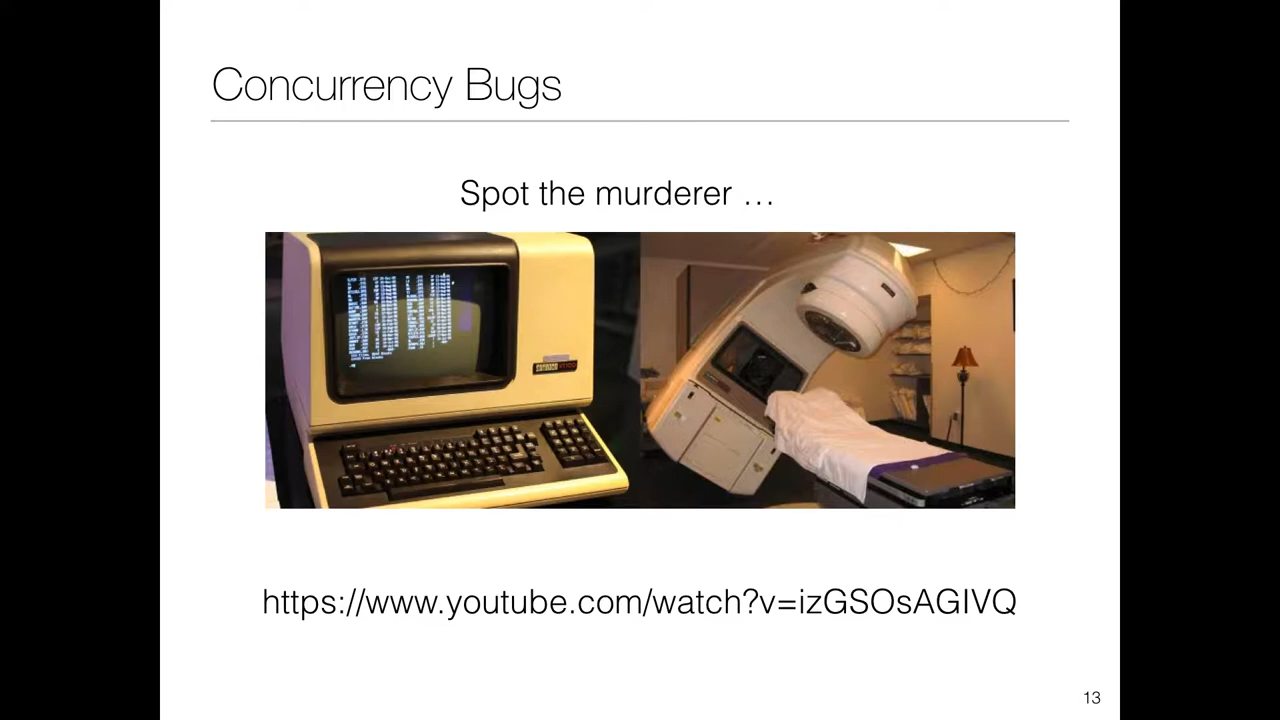 Concurrency Bugs
Spot the murderer …
https://www.youtube.com/watch?v=izGSOsAGIVQ
13